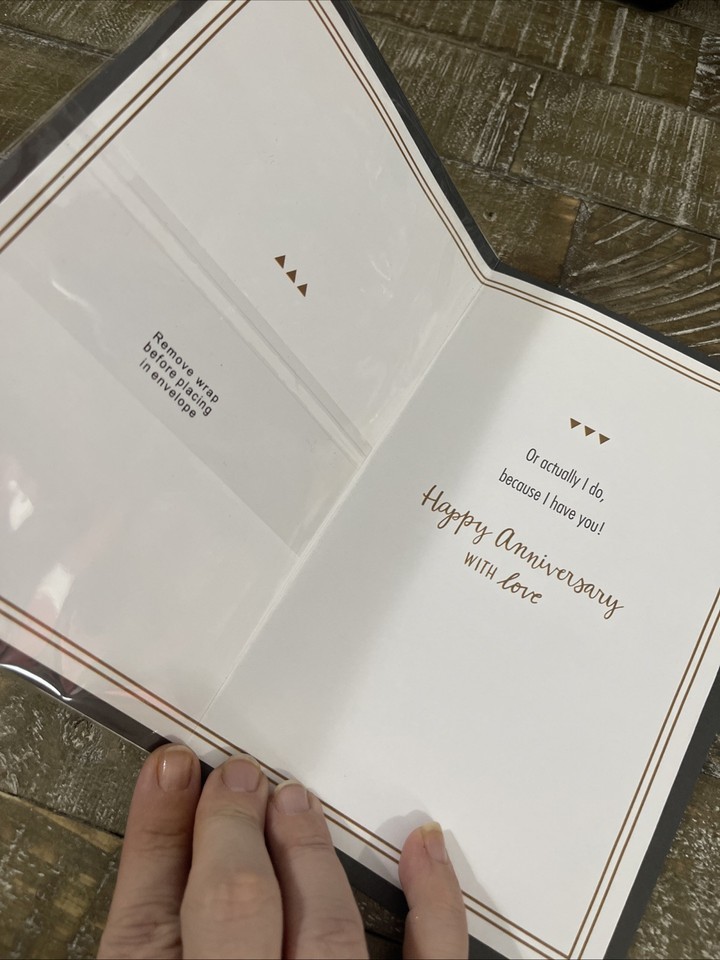 Remove wrap
before placing
in envelope
Or actually I do,
because I have you!
Happy Anniversary
WITH love